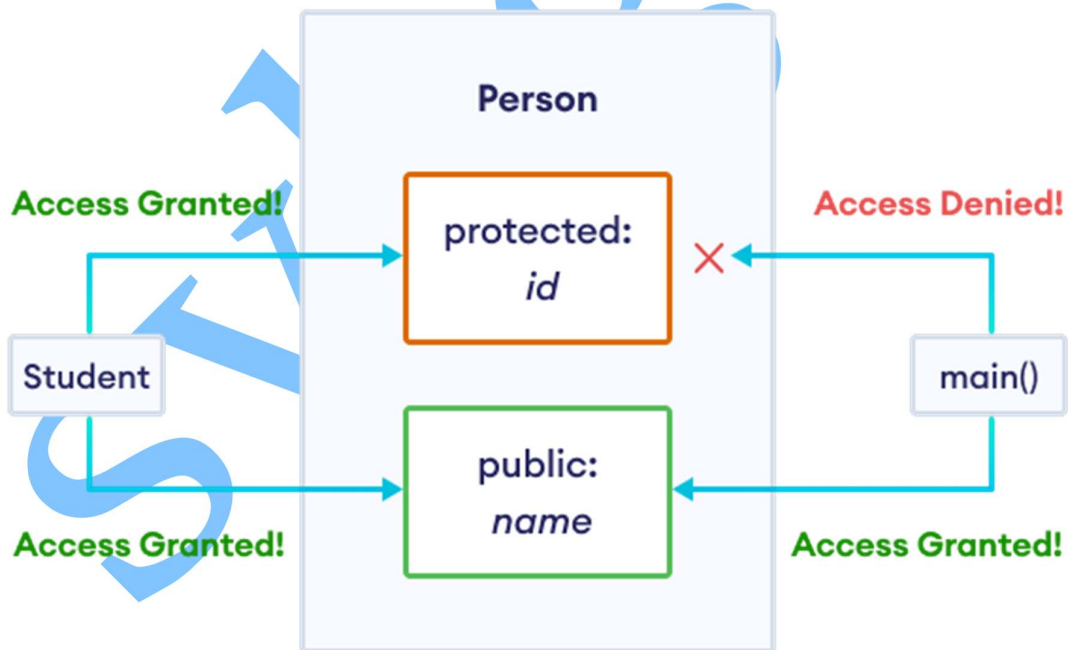 Person
Access Granted!
Access Denied!
protected:
id
Student
main()
public:
name
Access Granted!
Access Granted!